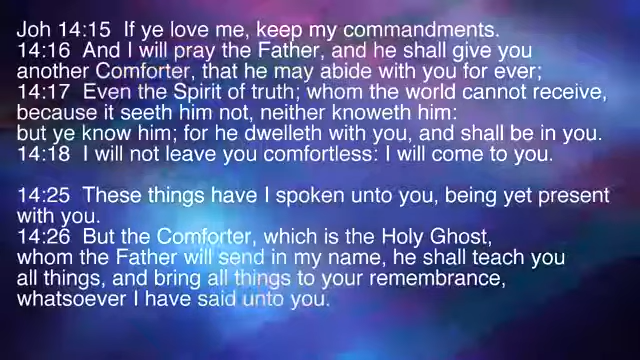 Joh 14:15  If ye love me, keep my commandments.
14:16  And I will pray the Father, and he shall give you
another Comforter, that he may abide with you for ever;
14:17  Even the Spirit of truth; whom the world cannot receive,
because it seeth him not, neither knoweth him:
but ye know him; for he dwelleth with you, and shall be in you.
14:18  I will not leave you comfortless: I will come to you.

14:25  These things have I spoken unto you, being yet present
with you.
14:26  But the Comforter, which is the Holy Ghost,
whom the Father will send in my name, he shall teach you
all things, and bring all things to your remembrance,
whatsoever I have said unto you.